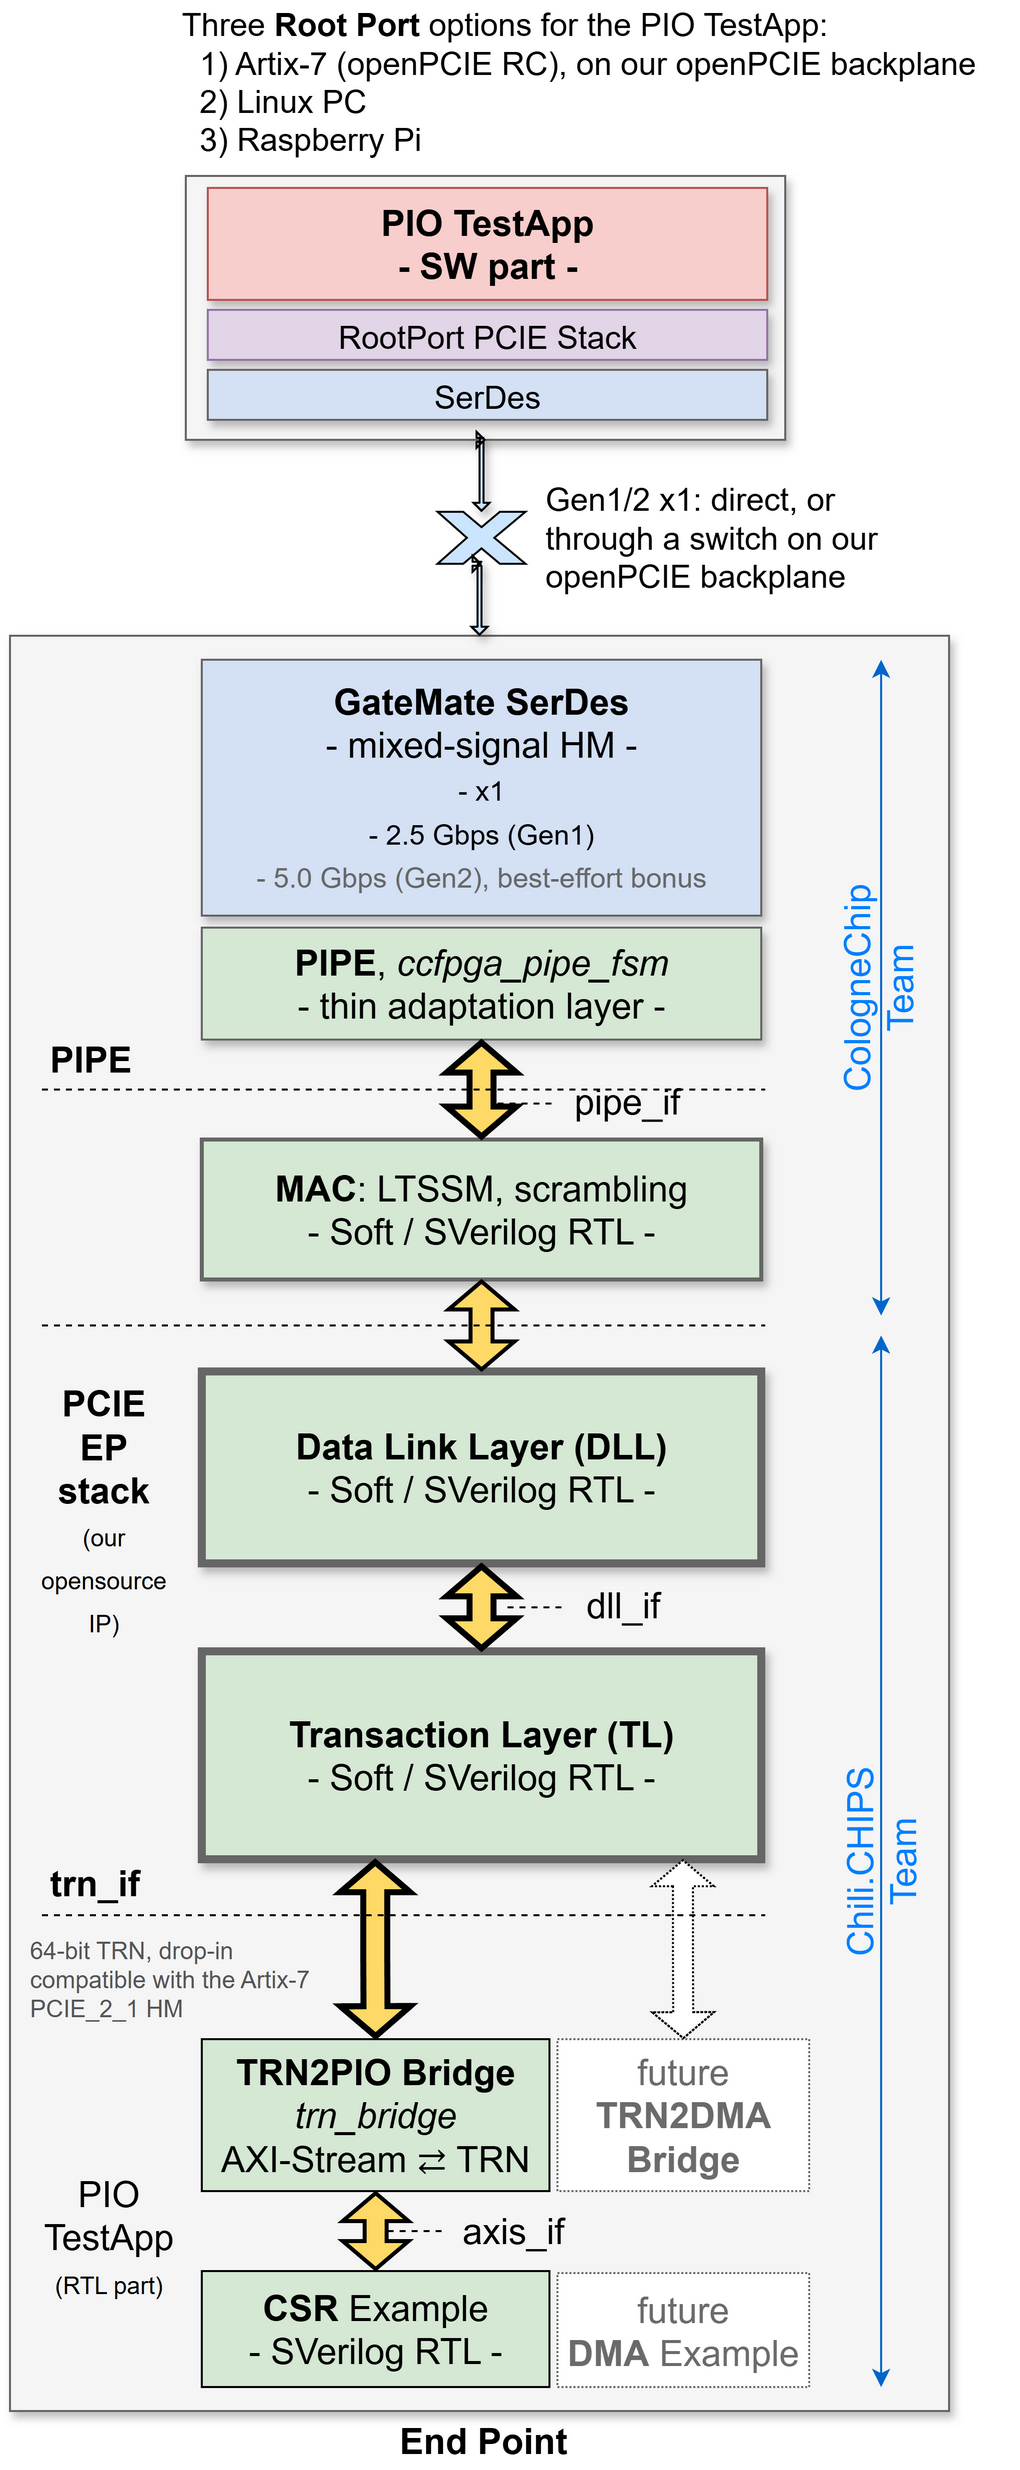 Three Root Port options for the PIO TestApp:
1) Artix-7 (openPCIE RC), on our openPCIE backplane
2) Linux PC
3) Raspberry Pi
PIO TestApp
- SW part -
RootPort PCIE Stack
SerDes
Gen1/2 x1: direct, or
through a switch on our
openPCIE backplane
GateMate SerDes
- mixed-signal HM -
- x1
- 2.5 Gbps (Gen1)
- 5.0 Gbps (Gen2), best-effort bonus
CologneChip
Team
PIPE, ccfpga_pipe_fsm
- thin adaptation layer -
PIPE
pipe_if
MAC: LTSSM, scrambling
- Soft / SVerilog RTL -
PCIE
EP
stack
(our
opensource
IP)
Data Link Layer (DLL)
- Soft / SVerilog RTL -
dll_if
Transaction Layer (TL)
- Soft / SVerilog RTL -
Chili.CHIPS
Team
trn_if
64-bit TRN, drop-in
compatible with the Artix-7
PCIE_2_1 HM
TRN2PIO Bridge
trn_bridge
AXI-Stream ⇄ TRN
future
TRN2DMA
Bridge
PIO
TestApp
(RTL part)
axis_if
CSR Example
- SVerilog RTL -
future
DMA Example
End Point